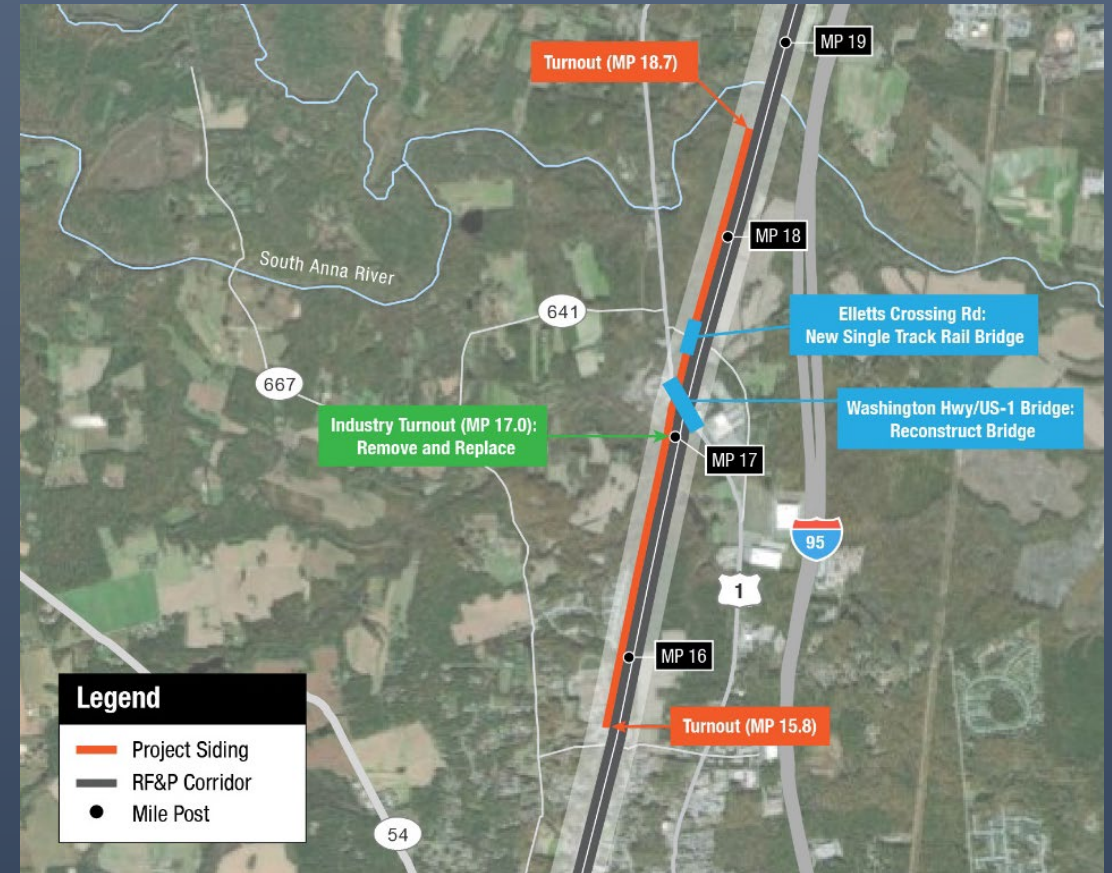 MP 19
Turnout (MP 18.7)
MP 18
South Anna River
641
Elletts Crossing Rd:
New Single Track Rail Bridge
667
Washington Hwy/US-1 Bridge:
Reconstruct Bridge
Industry Turnout (MP 17.0):
Remove and Replace
MP 17
95
1
MP 16
Turnout (MP 15.8)
Legend
Project Siding
RF&P Corridor
Mile Post
54